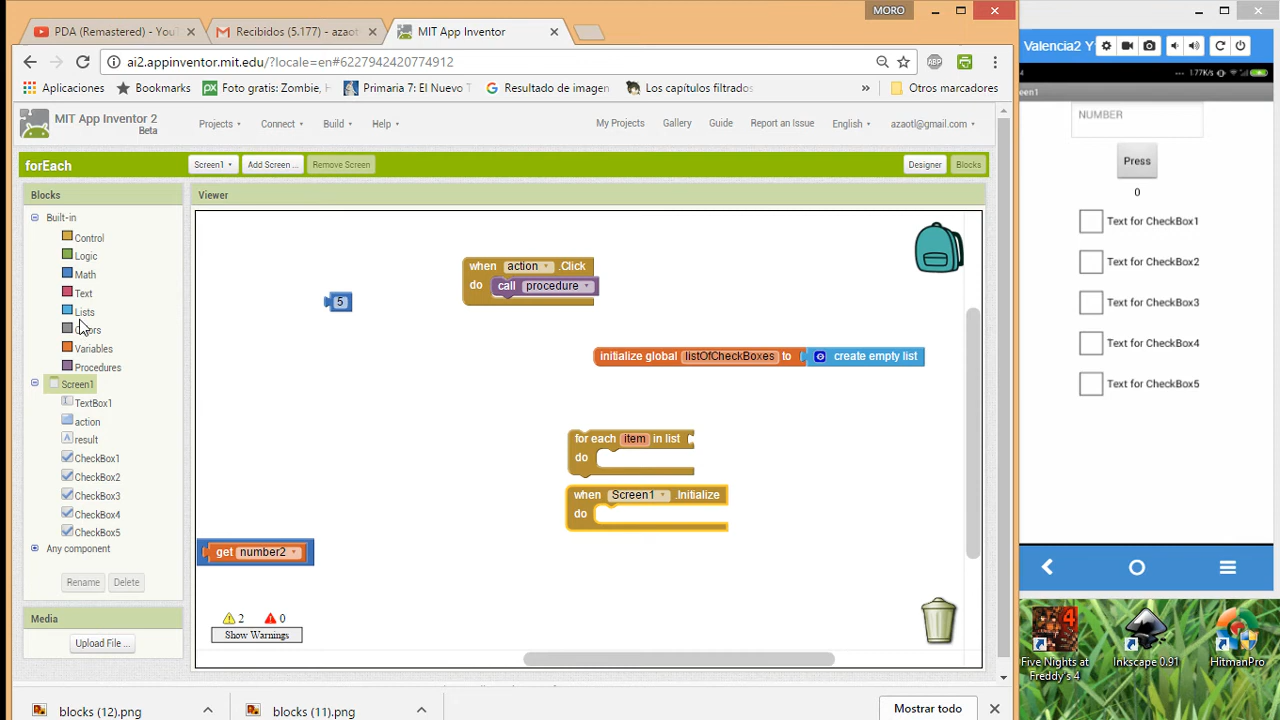 MORO
PDA (Remastered) - You
Recibidos (5.177) - azaot
MIT App Inventor
ai2.appinventor.mit.edu/?locale=en#6227942420774912
ABP
Aplicaciones
Bookmarks
Foto gratis: Zombie, H
Primaria 7: El Nuevo T
Resultado de imagen
Los capítulos filtrados
»
Otros marcadores
MIT App Inventor 2
Beta
Projects
Connect
Build
Help
My Projects
Gallery
Guide
Report an Issue
English
azaotl@gmail.com
forEach
Screen1
Add Screen ...
Remove Screen
Designer
Blocks
Blocks
Built-in
Control
Logic
Math
Text
Lists
Colors
Variables
Procedures
Screen1
TextBox1
action
result
CheckBox1
CheckBox2
CheckBox3
CheckBox4
CheckBox5
Any component
Rename
Delete
Media
Upload File ...
Viewer
when action .Click
do call procedure
5
initialize global listOfCheckBoxes to create empty list
for each item in list
do
when Screen1 .Initialize
do
get number2
2 0
Show Warnings
blocks (12).png
blocks (11).png
Mostrar todo
Valencia2 Y
4
177K/s
een1
NUMBER
Press
0
Text for CheckBox1
Text for CheckBox2
Text for CheckBox3
Text for CheckBox4
Text for CheckBox5
4
Five Nights at
Freddy's 4
Inkscape 0.91
HitmanPro